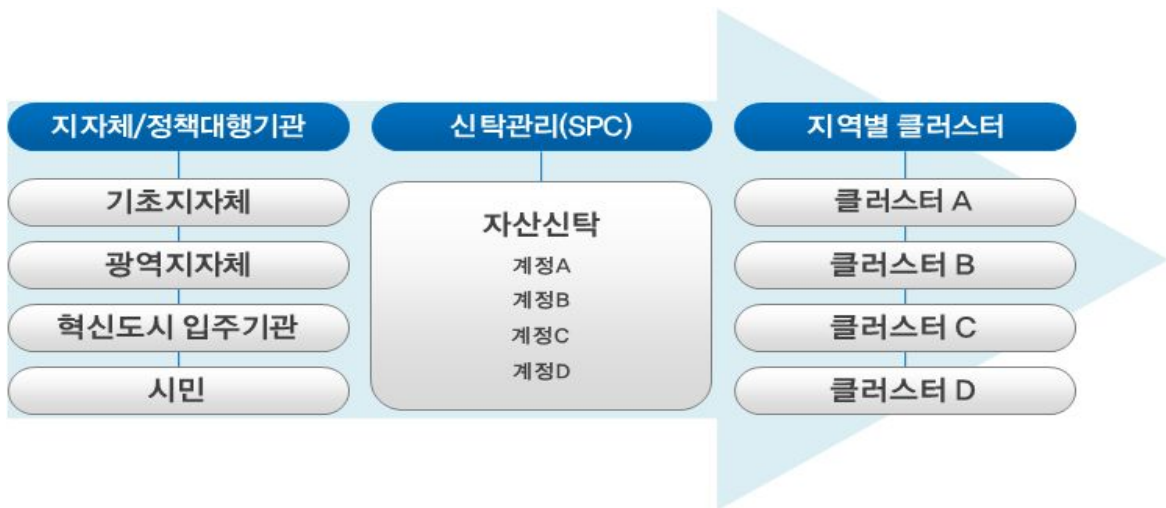 지자체/정책대행기관
기초지자체
광역지자체
혁신도시 입주기관
시민
신탁관리(SPC)
자산신탁
계정A
계정B
계정C
계정D
지역별 클러스터
클러스터 A
클러스터 B
클러스터 C
클러스터 D